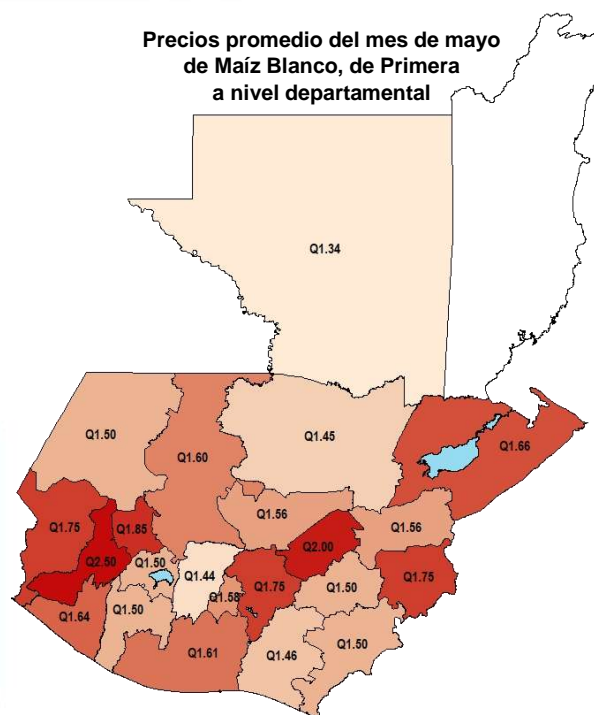 Precios promedio del mes de mayo
de Maíz Blanco, de Primera
a nivel departamental
Q1.34
Q1.50
Q1.45
Q1.60
Q1.66
Q1.56
Q1.75
Q1.85
Q1.56
Q2.00
Q2.50
Q1.50
Q1.44
Q1.58
Q1.75
Q1.50
Q1.75
Q1.64
Q1.50
Q1.61
Q1.46
Q1.50